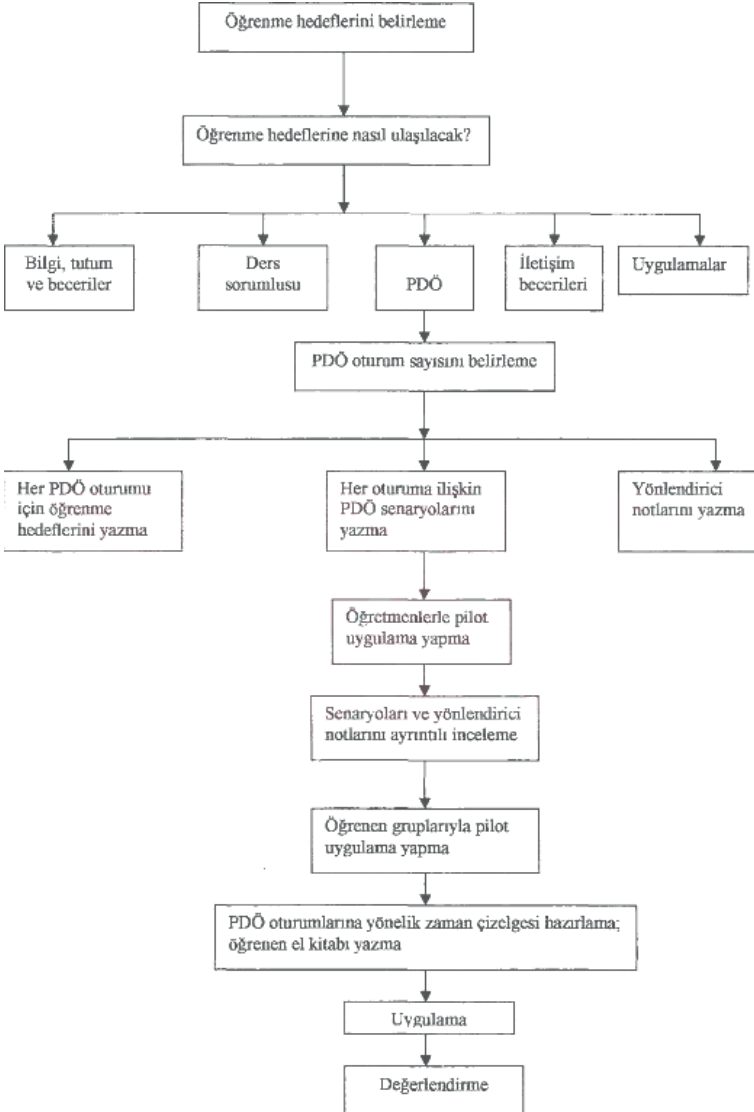 Öğrenme hedeflerini belirleme
Öğrenme hedeflerine nasıl ulaşılacak?
Bilgi, tutum
ve beceriler
Ders
sorumlusu
PDÖ
İletişim
becerileri
Uygulamalar
PDÖ oturum sayısını belirleme
Her PDÖ oturumu
için öğrenme
hedeflerini yazma
Her oturuma ilişkin
PDÖ senaryolarını
yazma
Yönlendirici
notlarını yazma
Öğretmenlerle pilot
uygulama yapma
Senaryoları ve yönlendirici
notlarını ayrıntılı inceleme
Öğrenen gruplarıyla pilot
uygulama yapma
PDÖ oturumlarına yönelik zaman çizelgesi hazırlama;
öğrenen el kitabı yazma
Uygulama
Değerlendirme